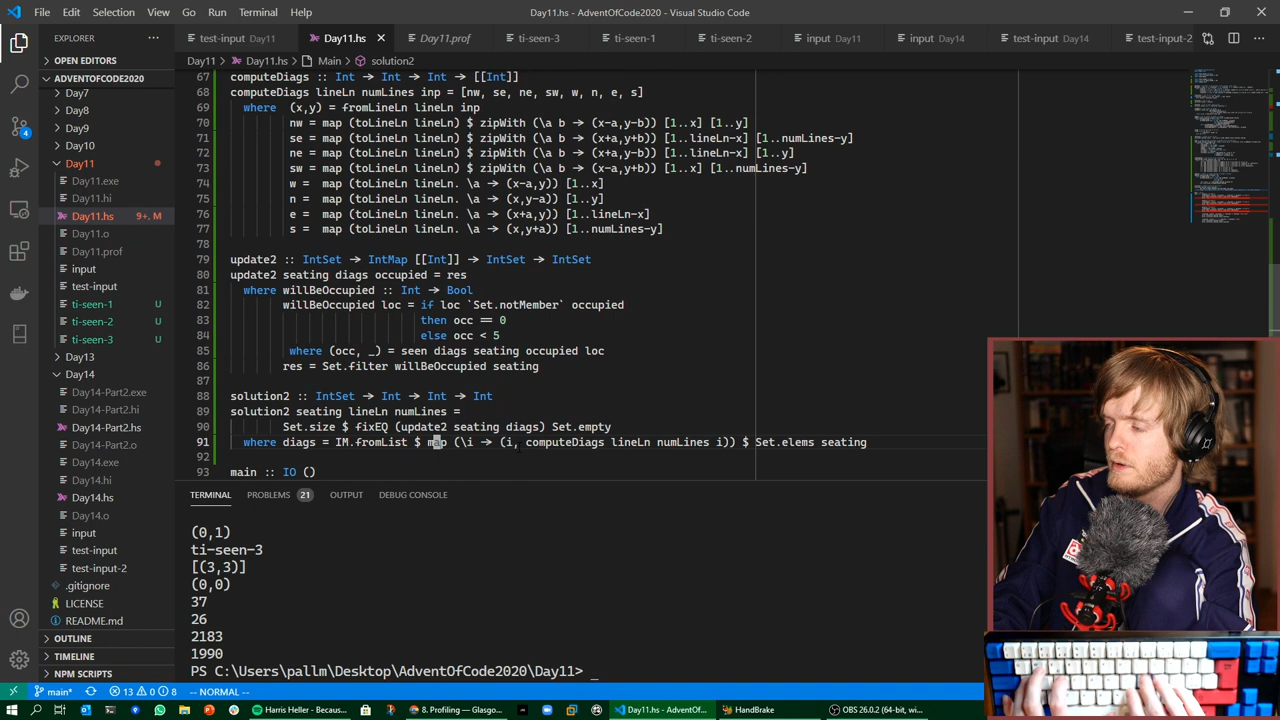 File Edit Selection View Go Run Terminal Help
Day11.hs - AdventOfCode2020 - Visual Studio Code
EXPLORER
test-input Day11 Day11.hs Day11.prof ti-seen-3 ti-seen-1 ti-seen-2 input Day11 input Day14 test-input Day14 test-input-2
OPEN EDITORS
Day11 > Day11.hs > Main > solution2
ADVENTOFCODE2020
Day7
Day8
Day9
Day10
Day11
Day11.exe
Day11.hi
Day11.hs 9+, M
Day11.o
Day11.prof
input
test-input
ti-seen-1 U
ti-seen-2 U
ti-seen-3 U
Day13
Day14
Day14-Part2.exe
Day14-Part2.hi
Day14-Part2.hs
Day14-Part2.o
Day14.exe
Day14.hi
Day14.hs
Day14.o
input
test-input
test-input-2
.gitignore
LICENSE
README.md
OUTLINE
TIMELINE
NPM SCRIPTS
4
67 computeDiags :: Int → Int → Int → [[Int]]
68 computeDiags lineLn numLines inp = [nw, se, ne, sw, w, n, e, s]
69 where (x,y) = fromLineLn lineLn inp
70 nw = map (toLineLn lineLn) $ zipWith (\a b → (x-a,y-b)) [1..x] [1..y]
71 se = map (toLineLn lineLn) $ zipWith (\a b → (x+a,y+b)) [1..lineLn-x] [1..numLines-y]
72 ne = map (toLineLn lineLn) $ zipWith (\a b → (x+a,y-b)) [1..lineLn-x] [1..y]
73 sw = map (toLineLn lineLn) $ zipWith (\a b → (x-a,y+b)) [1..x] [1..numLines-y]
74 w = map (toLineLn lineLn . \a → (x-a,y)) [1..x]
75 n = map (toLineLn lineLn . \a → (x,y-a)) [1..y]
76 e = map (toLineLn lineLn . \a → (x+a,y)) [1..lineLn-x]
77 s = map (toLineLn lineLn . \a → (x,y+a)) [1..numLines-y]
78
79 update2 :: IntSet → IntMap [[Int]] → IntSet → IntSet
80 update2 seating diags occupied = res
81 where willBeOccupied :: Int → Bool
82 willBeOccupied loc = if loc `Set.notMember` occupied
83 then occ == 0
84 else occ < 5
85 where (occ, _) = seen diags seating occupied loc
86 res = Set.filter willBeOccupied seating
87
88 solution2 :: IntSet → Int → Int → Int
89 solution2 seating lineLn numLines =
90 Set.size $ fixEQ (update2 seating diags) Set.empty
91 where diags = IM.fromList $ map (\i → (i, computeDiags lineLn numLines i)) $ Set.elems seating
92
93 main :: IO ()
TERMINAL PROBLEMS 21 OUTPUT DEBUG CONSOLE
(0,1)
ti-seen-3
[(3,3)]
(0,0)
37
26
2183
1990
PS C:\Users\pallm\Desktop\AdventOfCode2020\Day11> _
main* 13 0 8 -- NORMAL --
Harris Heller - Becaus... 8. Profiling — Glasgo... Day11.hs - AdventOf... HandBrake OBS 26.0.2 (64-bit, wi...